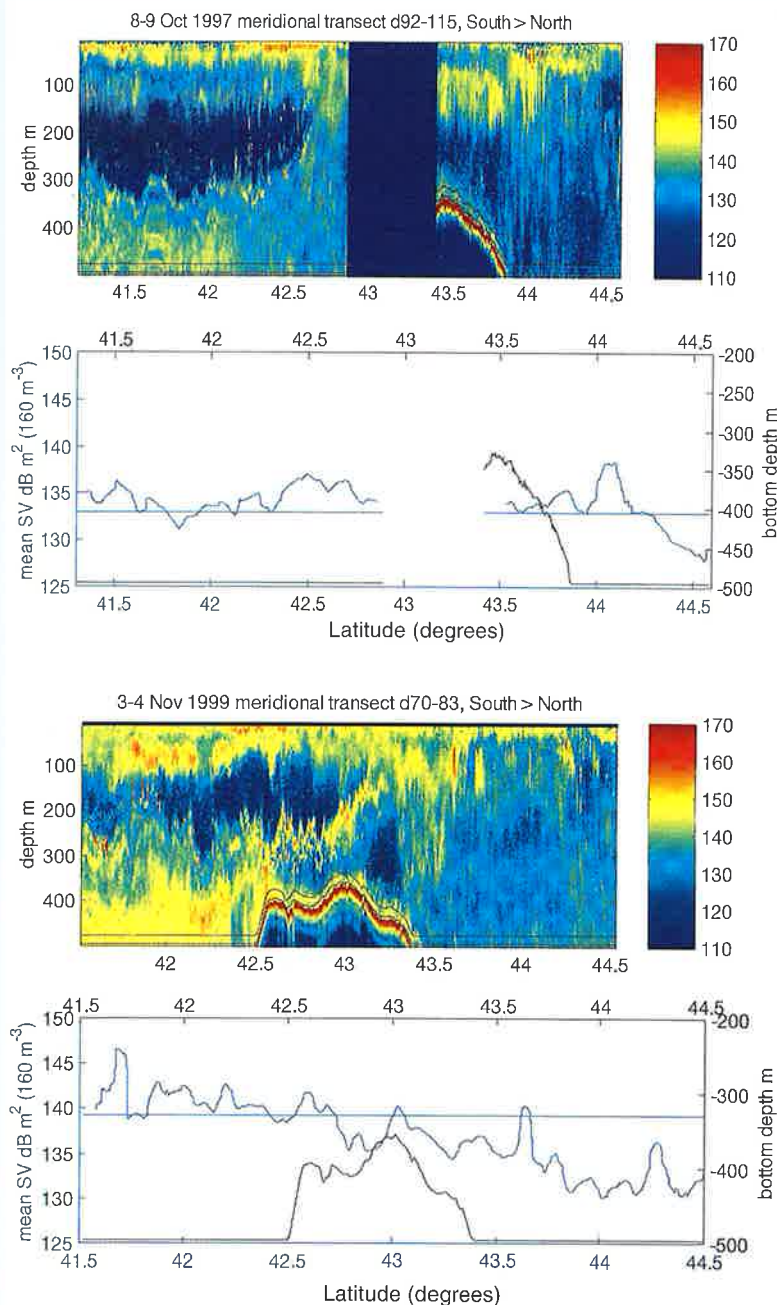 8-9 Oct 1997 meridional transect d92-115, South > North
170
160
150
140
130
120
110
depth m
100
200
300
400
41.5 42 42.5 43 43.5 44 44.5
41.5 42 42.5 43 43.5 44 44.5
150
145
140
135
130
125
mean SV dB m² (160 m⁻³)
-200
-250
-300
-350
-400
-450
-500
bottom depth m
41.5 42 42.5 43 43.5 44 44.5
Latitude (degrees)
3-4 Nov 1999 meridional transect d70-83, South > North
170
160
150
140
130
120
110
depth m
100
200
300
400
42 42.5 43 43.5 44 44.5
41.5 42 42.5 43 43.5 44 44.5
150
145
140
135
130
125
mean SV dB m² (160 m⁻³)
-200
-300
-400
-500
bottom depth m
41.5 42 42.5 43 43.5 44 44.5
Latitude (degrees)